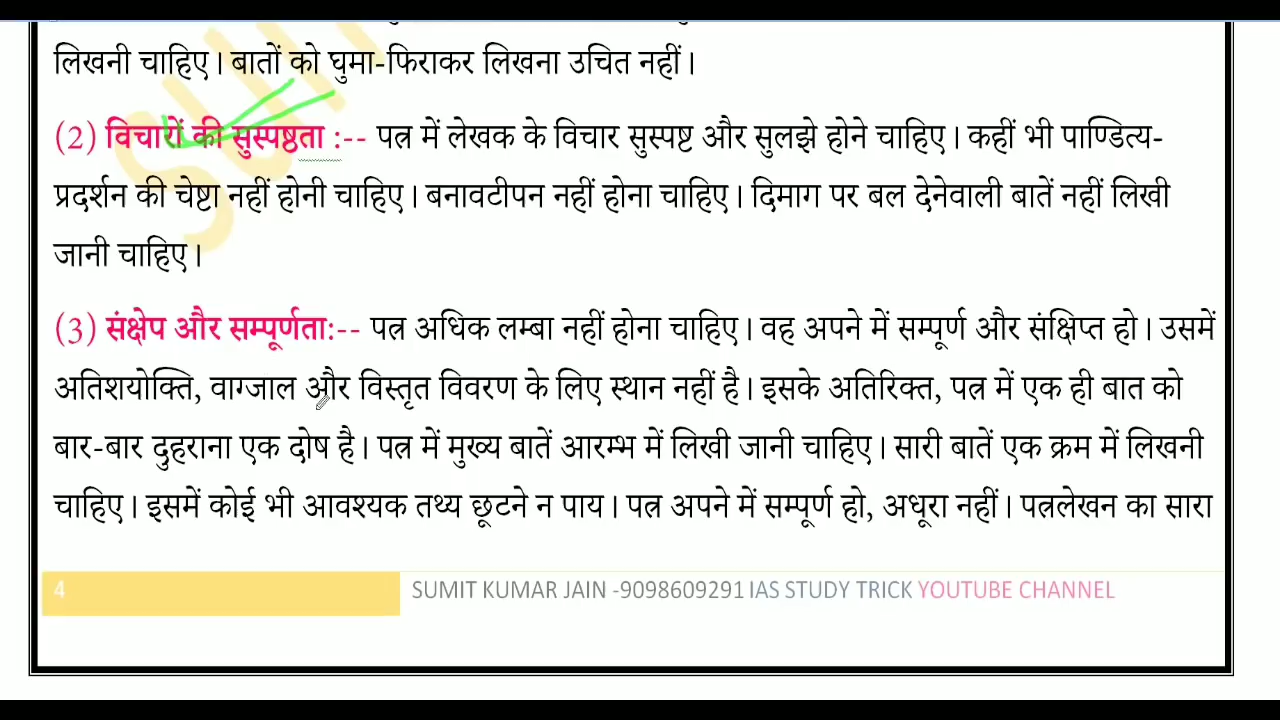 लिखनी चाहिए। बातों को घुमा-फिराकर लिखना उचित नहीं।
(2) विचारों की सुस्पष्ठता :-- पत्र में लेखक के विचार सुस्पष्ट और सुलझे होने चाहिए। कहीं भी पाण्डित्य-
प्रदर्शन की चेष्टा नहीं होनी चाहिए। बनावटीपन नहीं होना चाहिए। दिमाग पर बल देनेवाली बातें नहीं लिखी
जानी चाहिए।
(3) संक्षेप और सम्पूर्णता:-- पत्र अधिक लम्बा नहीं होना चाहिए। वह अपने में सम्पूर्ण और संक्षिप्त हो। उसमें
अतिशयोक्ति, वाग्जाल और विस्तृत विवरण के लिए स्थान नहीं है। इसके अतिरिक्त, पत्र में एक ही बात को
बार-बार दुहराना एक दोष है। पत्र में मुख्य बातें आरम्भ में लिखी जानी चाहिए। सारी बातें एक क्रम में लिखनी
चाहिए। इसमें कोई भी आवश्यक तथ्य छूटने न पाय। पत्र अपने में सम्पूर्ण हो, अधूरा नहीं। पत्रलेखन का सारा
4 SUMIT KUMAR JAIN -9098609291 IAS STUDY TRICK YOUTUBE CHANNEL